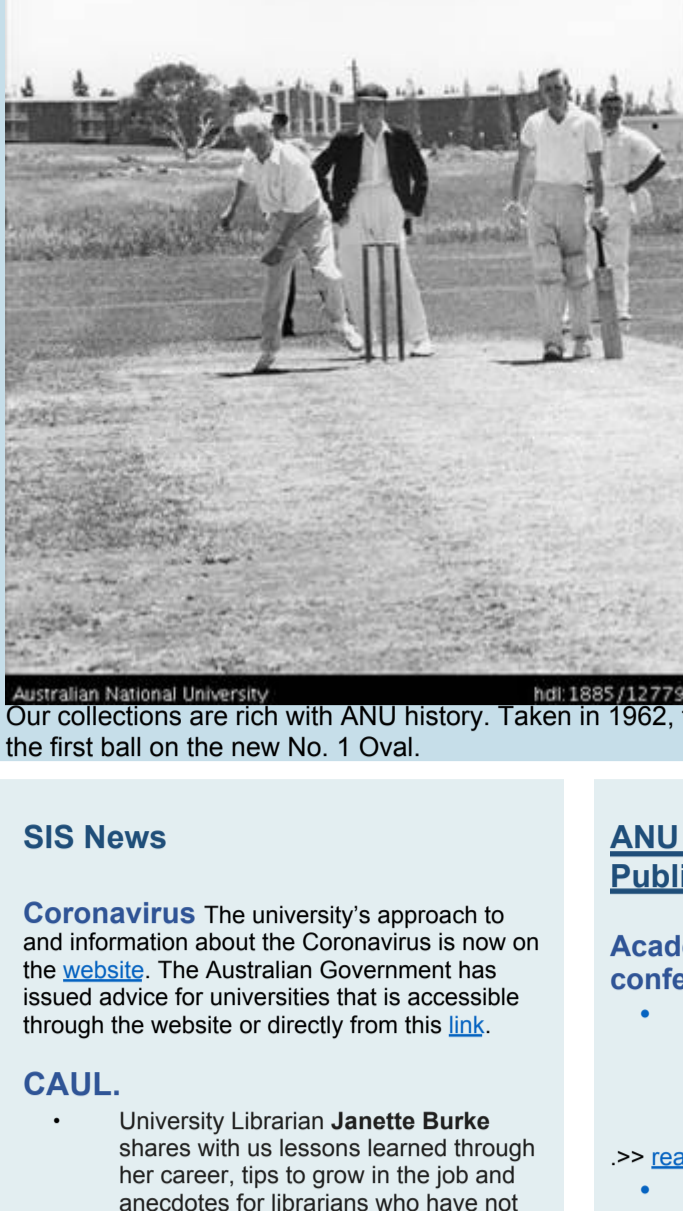 Australian National University hdl:1885/12779
Our collections are rich with ANU history. Taken in 1962,
the first ball on the new No. 1 Oval.
SIS News
Coronavirus The university's approach to
and information about the Coronavirus is now on
the website. The Australian Government has
issued advice for universities that is accessible
through the website or directly from this link.
CAUL.
• University Librarian Janette Burke
shares with us lessons learned through
her career, tips to grow in the job and
anecdotes for librarians who have not
ANU
Publi
Acad
confe
•
.>> rea
•